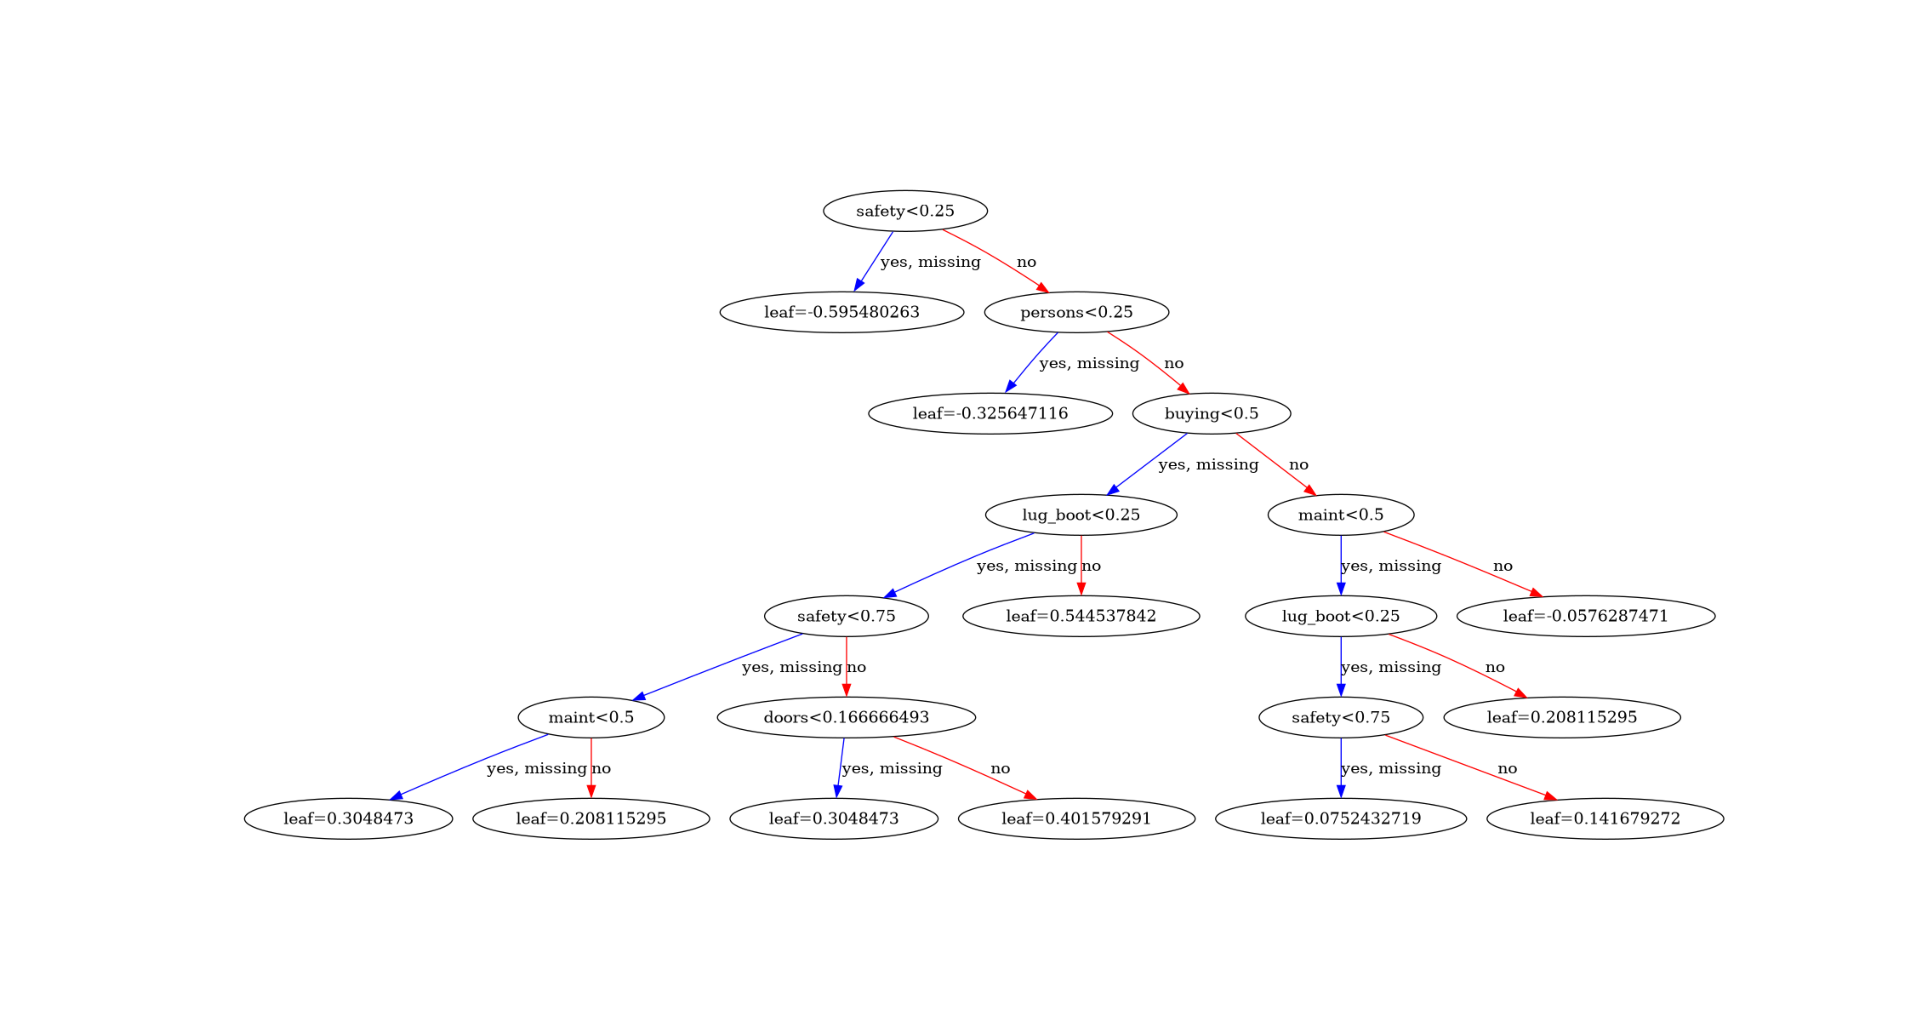 safety<0.25
yes, missing
no
leaf=-0.595480263
persons<0.25
yes, missing
no
leaf=-0.325647116
buying<0.5
yes, missing
no
lug_boot<0.25
maint<0.5
yes, missing
no
yes, missing
no
safety<0.75
leaf=0.544537842
lug_boot<0.25
leaf=-0.0576287471
yes, missing
no
yes, missing
no
maint<0.5
doors<0.166666493
safety<0.75
leaf=0.208115295
yes, missing
no
yes, missing
no
yes, missing
no
leaf=0.3048473
leaf=0.208115295
leaf=0.3048473
leaf=0.401579291
leaf=0.0752432719
leaf=0.141679272